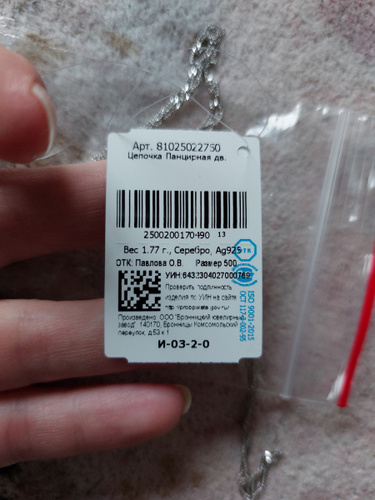 Арт. 81025022750
Цепочка Панцирная дв.
2500200170490 13
Вес 1.77 г., Серебро, Ag925
ОТК
ОТК: Павлова О.В. Размер 500
УИН:
Проверить подлинность
изделия по УИН на сайте
Произведено: ООО "Бронницкий ювелирный
завод", 140170, Бронницы Комсомольский
переулок, д.53 к 1
И-03-2-0
ISO 9001-2015
ОСТ 117-3-002-95